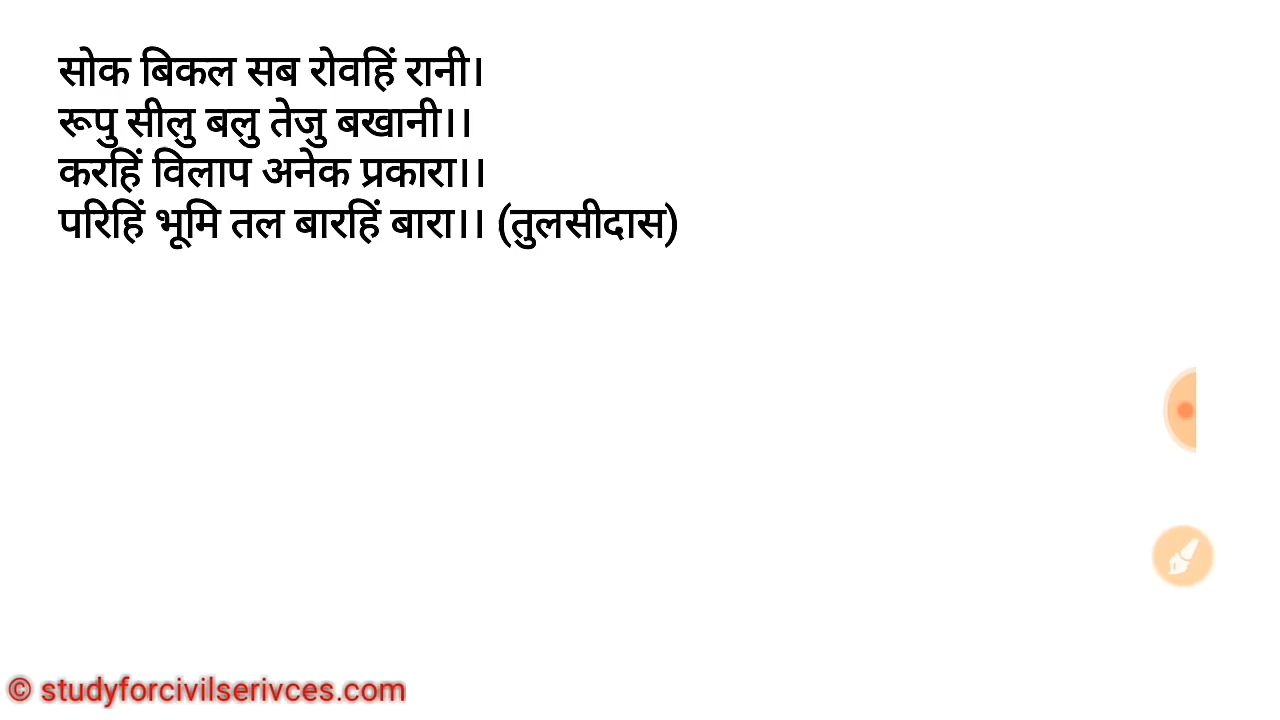 सोक बिकल सब रोवहिं रानी।
रूपु सीलु बलु तेजु बखानी।।
करहिं विलाप अनेक प्रकारा।।
परिहिं भूमि तल बारहिं बारा।। (तुलसीदास)
© studyforcivilserivces.com